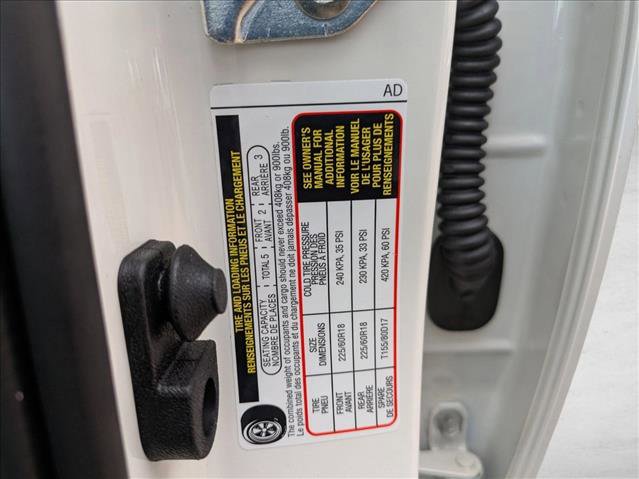 AD
TIRE AND LOADING INFORMATION
RENSEIGNEMENTS SUR LES PNEUS ET LE CHARGEMENT
SEATING CAPACITY TOTAL 5 FRONT 2 REAR 3
NOMBRE DE PLACES AVANT ARRIÈRE
The combined weight of occupants and cargo should never exceed 408kg or 900lbs.
Le poids total des occupants et du chargement ne doit jamais dépasser 408kg ou 900lb.
TIRE SIZE COLD TIRE PRESSURE
PNEU DIMENSIONS PRESSION DES
PNEUS À FROID
FRONT 225/60R18 240 KPA, 35 PSI
AVANT
REAR 225/60R18 230 KPA, 33 PSI
ARRIÈRE
SPARE T155/80D17 420 KPA, 60 PSI
DE SECOURS
SEE OWNER'S
MANUAL FOR
ADDITIONAL
INFORMATION
VOIR LE MANUEL
DE L'USAGER
POUR PLUS DE
RENSEIGNEMENTS